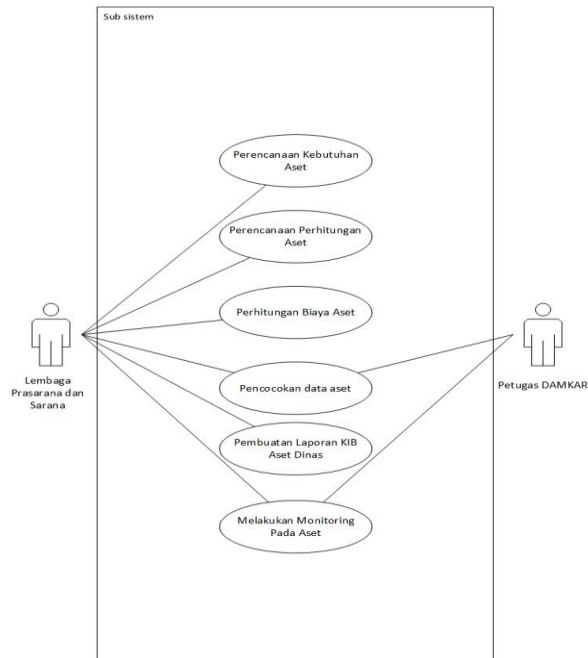 Sub sistem
Perencanaan Kebutuhan
Aset
Perencanaan Perhitungan
Aset
Perhitungan Biaya Aset
Lembaga
Prasarana dan
Sarana
Pencocokan data aset
Petugas DAMKAR
Pembuatan Laporan KIB
Aset Dinas
Melakukan Monitoring
Pada Aset